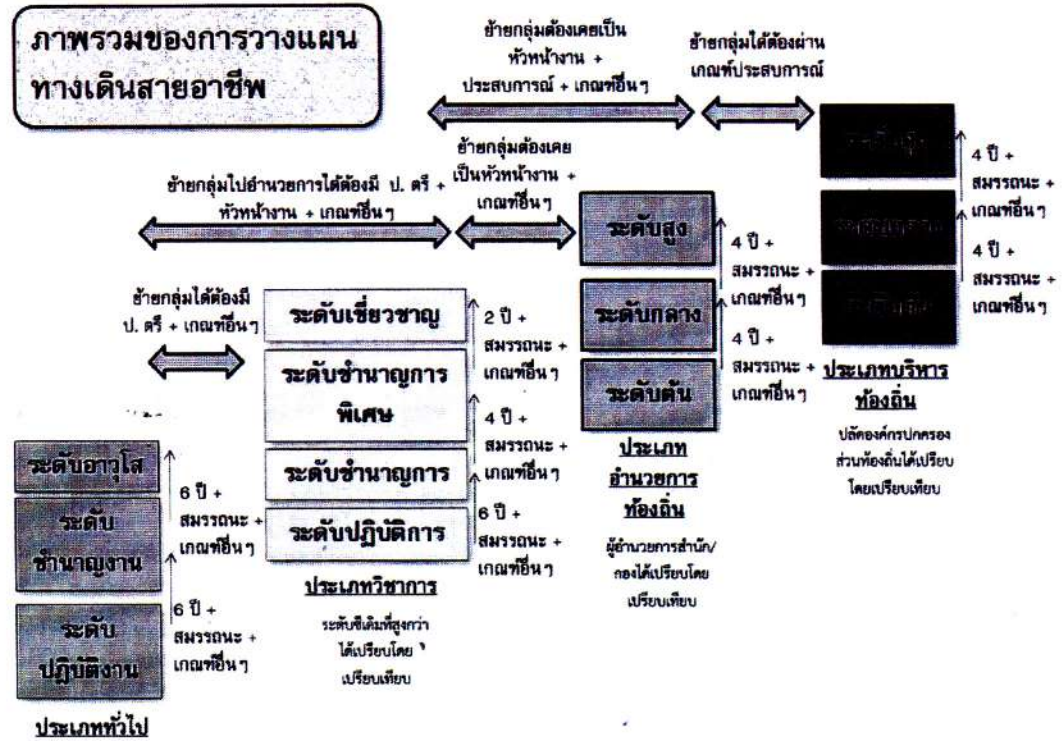 ภาพรวมของการวางแผน
ทางเดินสายอาชีพ
ย้ายกลุ่มต้องเคยเป็น
หัวหน้างาน +
ประสบการณ์ + เกณฑ์อื่นๆ
ย้ายกลุ่มได้ต้องผ่าน
เกณฑ์ประสบการณ์
ย้ายกลุ่มไปอำนวยการได้ต้องมี ป. ตรี +
หัวหน้างาน + เกณฑ์อื่นๆ
ย้ายกลุ่มต้องเคย
เป็นหัวหน้างาน +
เกณฑ์อื่นๆ
ย้ายกลุ่มได้ต้องมี
ป. ตรี + เกณฑ์อื่นๆ
ระดับอาวุโส
ระดับ
ชำนาญงาน
ระดับ
ปฏิบัติงาน
6 ปี +
สมรรถนะ +
เกณฑ์อื่นๆ
6 ปี +
สมรรถนะ +
เกณฑ์อื่นๆ
ประเภททั่วไป
ระดับเชี่ยวชาญ
ระดับชำนาญการ
พิเศษ
ระดับชำนาญการ
ระดับปฏิบัติการ
2 ปี +
สมรรถนะ +
เกณฑ์อื่นๆ
4 ปี +
สมรรถนะ +
เกณฑ์อื่นๆ
6 ปี +
สมรรถนะ +
เกณฑ์อื่นๆ
ประเภทวิชาการ
ระดับซีเดิมที่สูงกว่า
ได้เปรียบโดย
เปรียบเทียบ
ระดับสูง
ระดับกลาง
ระดับต้น
4 ปี +
สมรรถนะ +
เกณฑ์อื่นๆ
4 ปี +
สมรรถนะ +
เกณฑ์อื่นๆ
ประเภท
อำนวยการ
ท้องถิ่น
ผู้อำนวยการสำนัก/
กองได้เปรียบโดย
เปรียบเทียบ
ระดับสูง
ระดับกลาง
ระดับต้น
4 ปี +
สมรรถนะ +
เกณฑ์อื่นๆ
4 ปี +
สมรรถนะ +
เกณฑ์อื่นๆ
ประเภทบริหาร
ท้องถิ่น
ปลัดองค์กรปกครอง
ส่วนท้องถิ่นได้เปรียบ
โดยเปรียบเทียบ